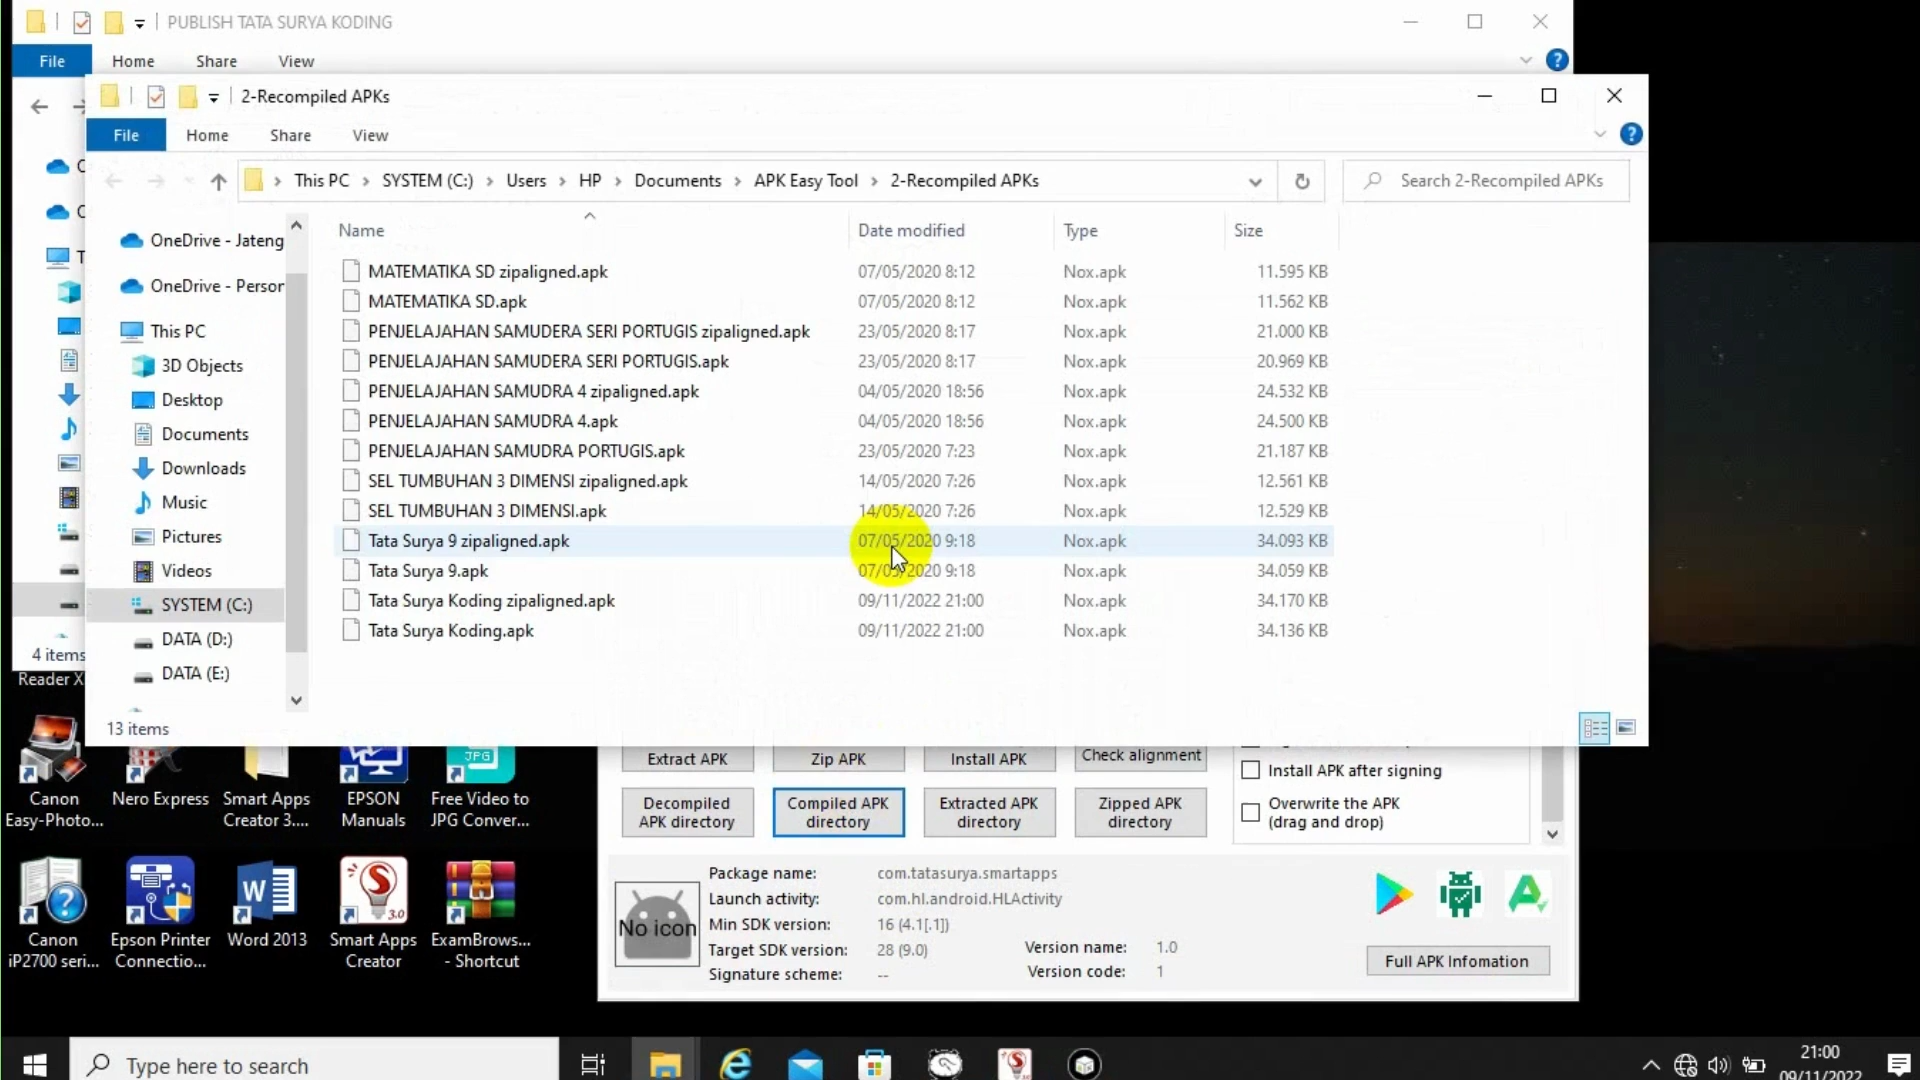 PUBLISH TATA SURYA KODING
File Home Share View
2-Recompiled APKs
File Home Share View
This PC > SYSTEM (C:) > Users > HP > Documents > APK Easy Tool > 2-Recompiled APKs
Search 2-Recompiled APKs
Name Date modified Type Size
OneDrive - Jateng
OneDrive - Person
This PC
3D Objects
Desktop
Documents
Downloads
Music
Pictures
Videos
SYSTEM (C:)
DATA (D:)
DATA (E:)
MATEMATIKA SD zipaligned.apk 07/05/2020 8:12 Nox.apk 11.595 KB
MATEMATIKA SD.apk 07/05/2020 8:12 Nox.apk 11.562 KB
PENJELAJAHAN SAMUDERA SERI PORTUGIS zipaligned.apk 23/05/2020 8:17 Nox.apk 21.000 KB
PENJELAJAHAN SAMUDERA SERI PORTUGIS.apk 23/05/2020 8:17 Nox.apk 20.969 KB
PENJELAJAHAN SAMUDRA 4 zipaligned.apk 04/05/2020 18:56 Nox.apk 24.532 KB
PENJELAJAHAN SAMUDRA 4.apk 04/05/2020 18:56 Nox.apk 24.500 KB
PENJELAJAHAN SAMUDRA PORTUGIS.apk 23/05/2020 7:23 Nox.apk 21.187 KB
SEL TUMBUHAN 3 DIMENSI zipaligned.apk 14/05/2020 7:26 Nox.apk 12.561 KB
SEL TUMBUHAN 3 DIMENSI.apk 14/05/2020 7:26 Nox.apk 12.529 KB
Tata Surya 9 zipaligned.apk 07/05/2020 9:18 Nox.apk 34.093 KB
Tata Surya 9.apk 07/05/2020 9:18 Nox.apk 34.059 KB
Tata Surya Koding zipaligned.apk 09/11/2022 21:00 Nox.apk 34.170 KB
Tata Surya Koding.apk 09/11/2022 21:00 Nox.apk 34.136 KB
4 items
13 items
Reader X
Canon
Easy-Photo...
Nero Express
Smart Apps
Creator 3....
EPSON
Manuals
JPG
Free Video to
JPG Conver...
Canon
iP2700 seri...
Epson Printer
Connectio...
Word 2013
3.0
Smart Apps
Creator
ExamBrows...
- Shortcut
Extract APK
Zip APK
Install APK
Check alignment
Install APK after signing
Decompiled
APK directory
Compiled APK
directory
Extracted APK
directory
Zipped APK
directory
Overwrite the APK
(drag and drop)
No icon
Package name: com.tatasurya.smartapps
Launch activity: com.hl.android.HLActivity
Min SDK version: 16 (4.1[.1])
Target SDK version: 28 (9.0)
Version name: 1.0
Signature scheme: --
Version code: 1
Full APK Infomation
Type here to search
21:00
09/11/2022